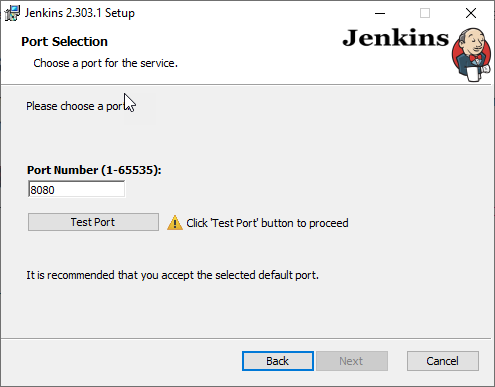 Jenkins 2.303.1 Setup
Port Selection
Choose a port for the service.
Jenkins
Please choose a port
Port Number (1-65535):
8080
Test Port
Click 'Test Port' button to proceed
It is recommended that you accept the selected default port.
Back
Next
Cancel